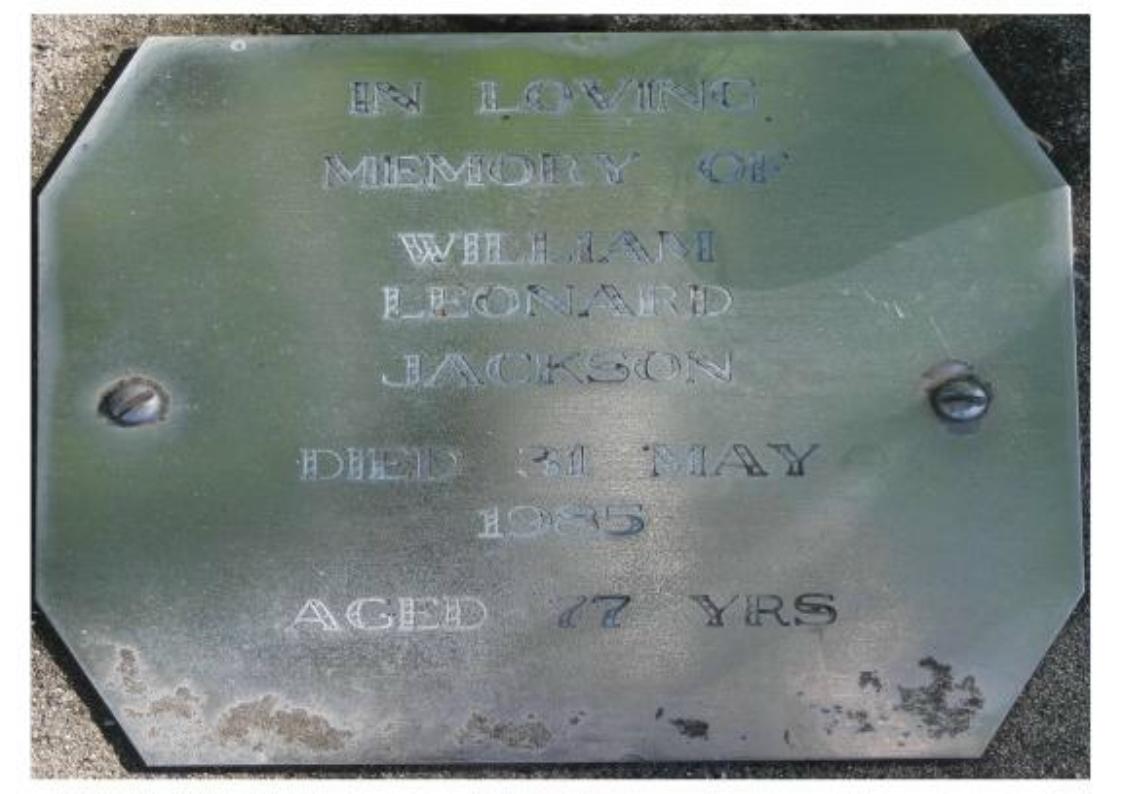 IN LOVING
MEMORY OF
WILLIAM
LEONARD
JACKSON
DIED 31 MAY
1985
AGED 77 YRS